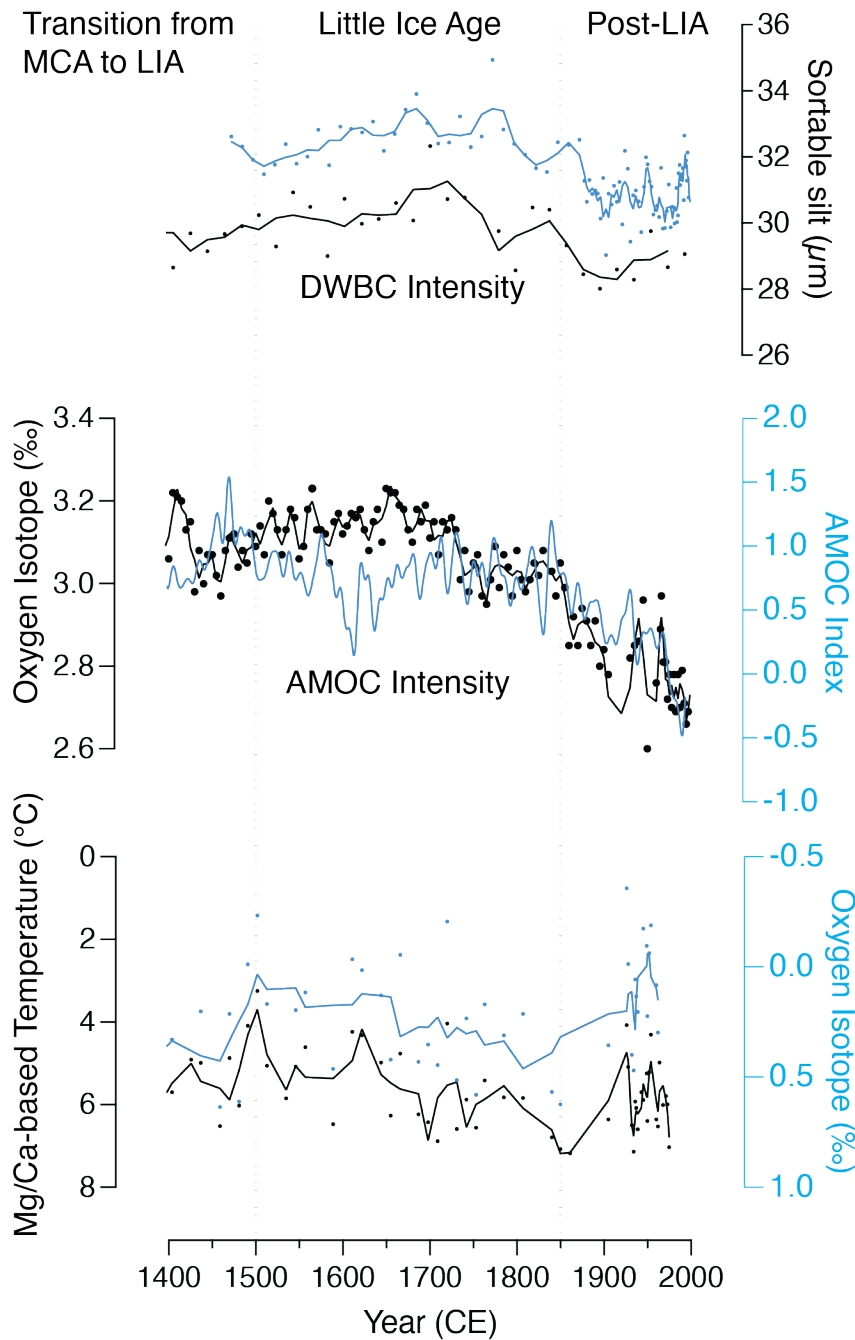 Transition from
MCA to LIA
Little Ice Age
Post-LIA
36
34
32
30
28
26
Sortable silt (µm)
DWBC Intensity
Oxygen Isotope (‰)
3.4
3.2
3.0
2.8
2.6
AMOC Intensity
2.0
1.5
1.0
0.5
0.0
-0.5
-1.0
AMOC Index
Mg/Ca-based Temperature (°C)
0
2
4
6
8
-0.5
0.0
0.5
1.0
Oxygen Isotope (‰)
1400 1500 1600 1700 1800 1900 2000
Year (CE)